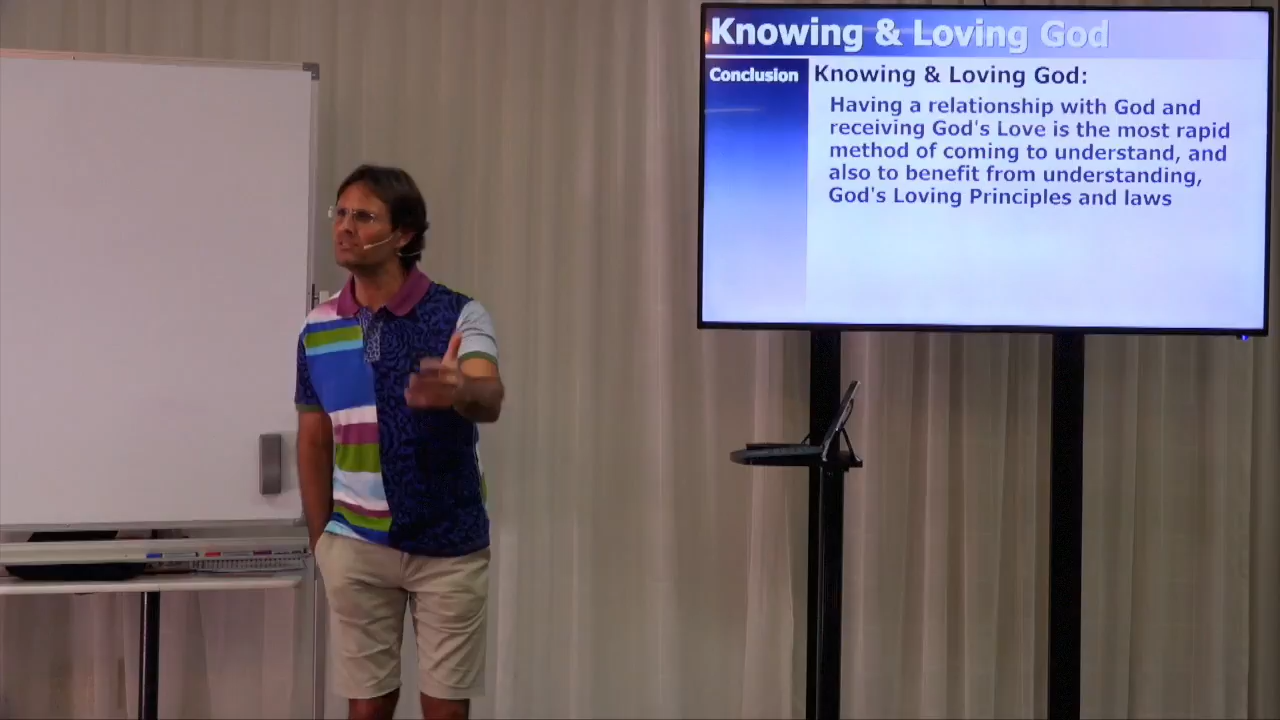 Knowing & Loving God
Conclusion
Knowing & Loving God:
Having a relationship with God and
receiving God's Love is the most rapid
method of coming to understand, and
also to benefit from understanding,
God's Loving Principles and laws